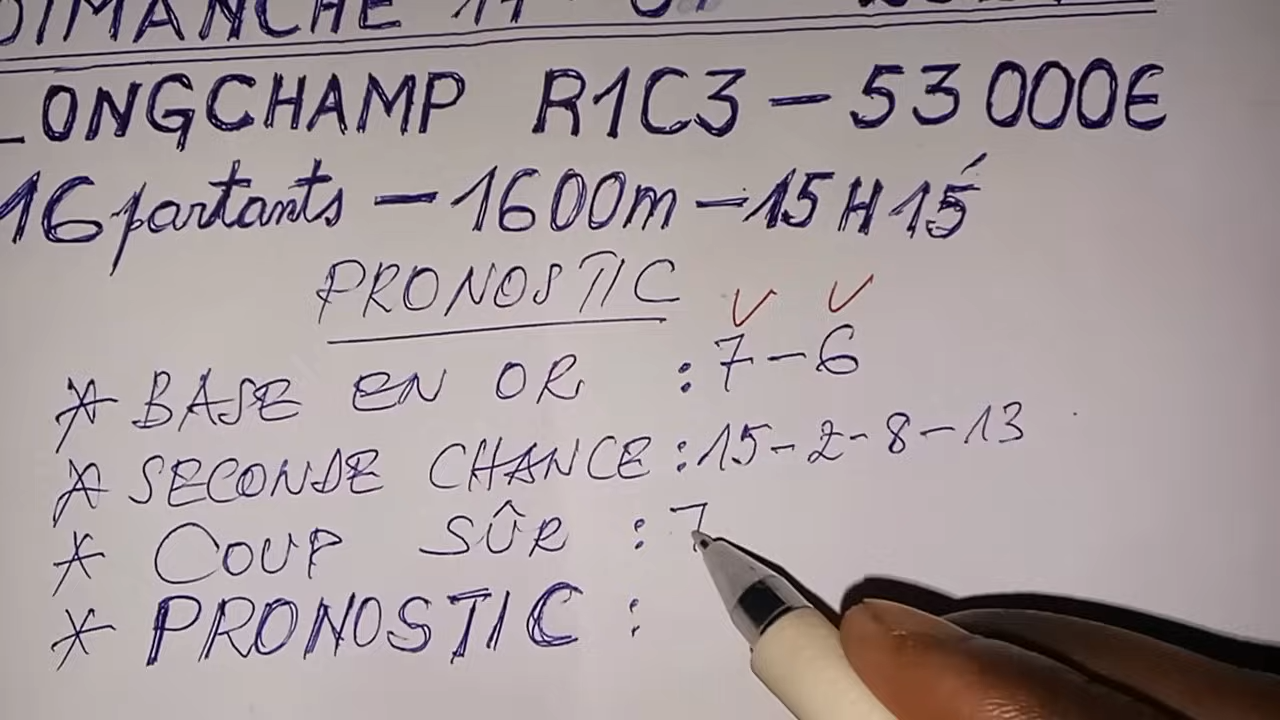 DIMANCHE
LONGCHAMP R1C3 - 53 000€
16 partants - 1600m - 15H15
PRONOSTIC
* BASE EN OR : 7 - 6
* SECONDE CHANCE : 15 - 2 - 8 - 13
* COUP SÛR : 7
* PRONOSTIC :